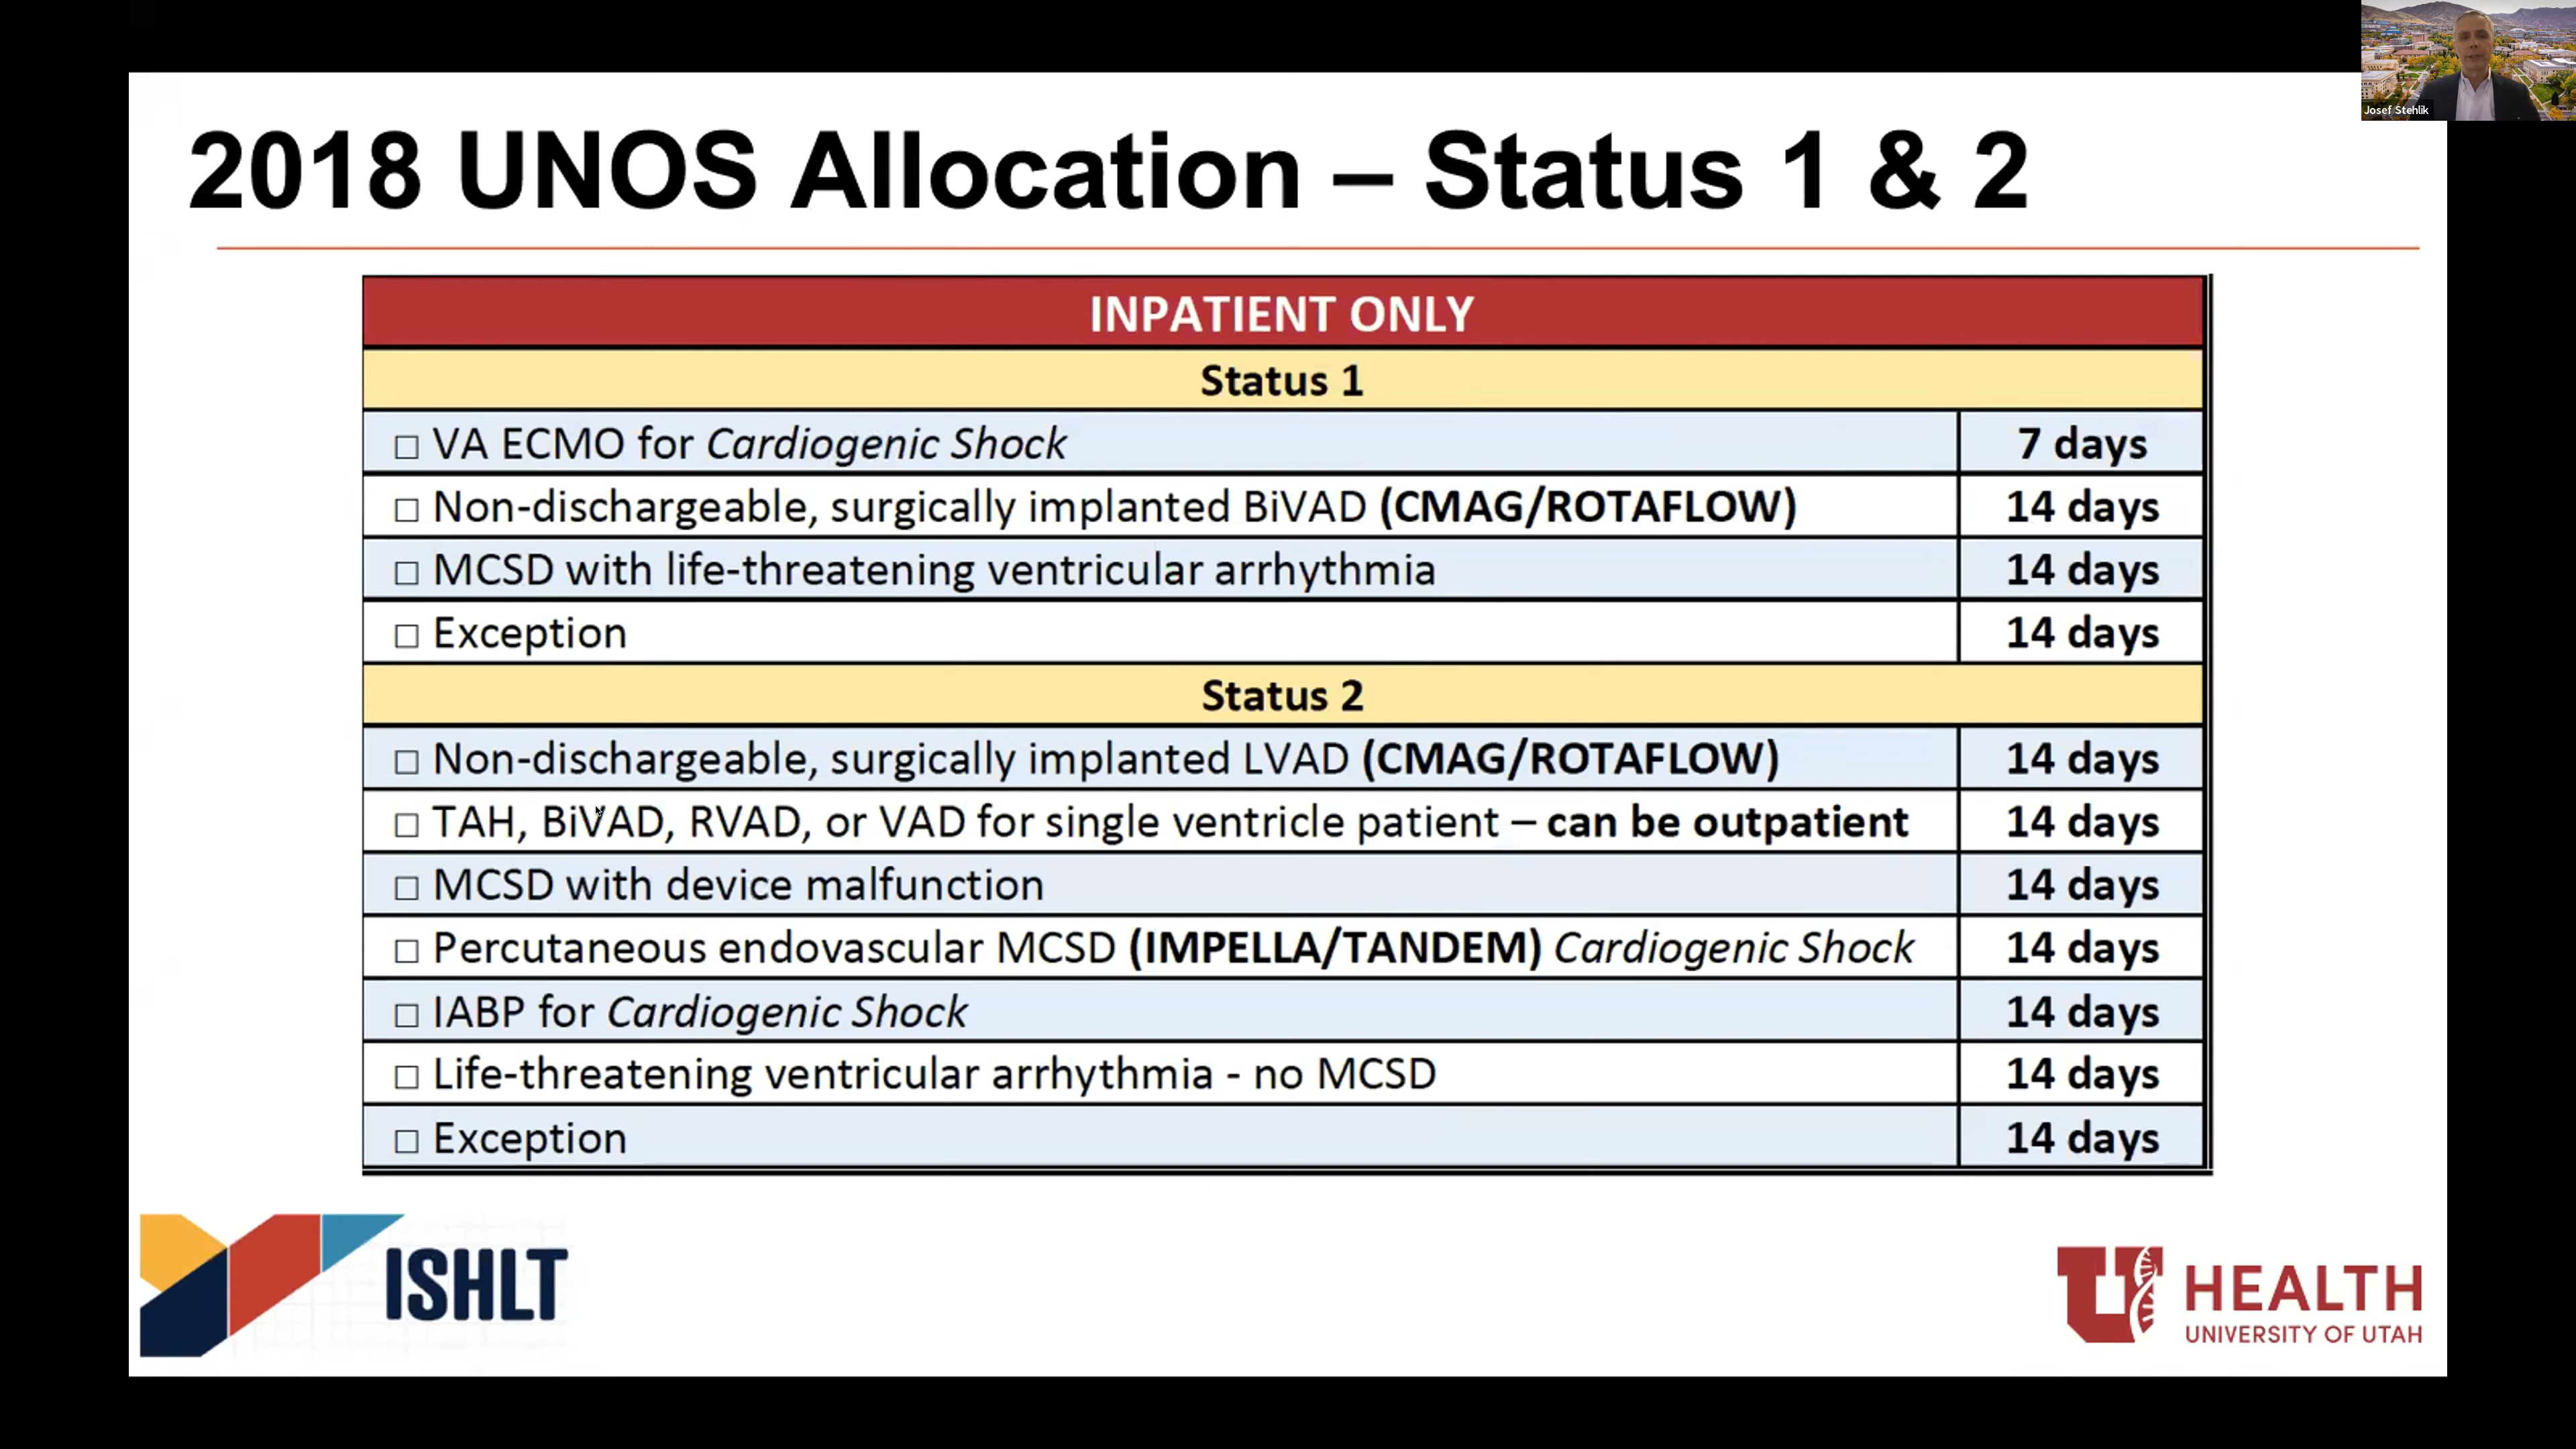 Josef Stehlik
2018 UNOS Allocation – Status 1 & 2
INPATIENT ONLY
Status 1
□ VA ECMO for Cardiogenic Shock 7 days
□ Non-dischargeable, surgically implanted BiVAD (CMAG/ROTAFLOW) 14 days
□ MCSD with life-threatening ventricular arrhythmia 14 days
□ Exception 14 days
Status 2
□ Non-dischargeable, surgically implanted LVAD (CMAG/ROTAFLOW) 14 days
□ TAH, BiVAD, RVAD, or VAD for single ventricle patient – can be outpatient 14 days
□ MCSD with device malfunction 14 days
□ Percutaneous endovascular MCSD (IMPELLA/TANDEM) Cardiogenic Shock 14 days
□ IABP for Cardiogenic Shock 14 days
□ Life-threatening ventricular arrhythmia - no MCSD 14 days
□ Exception 14 days
ISHLT
U HEALTH
UNIVERSITY OF UTAH